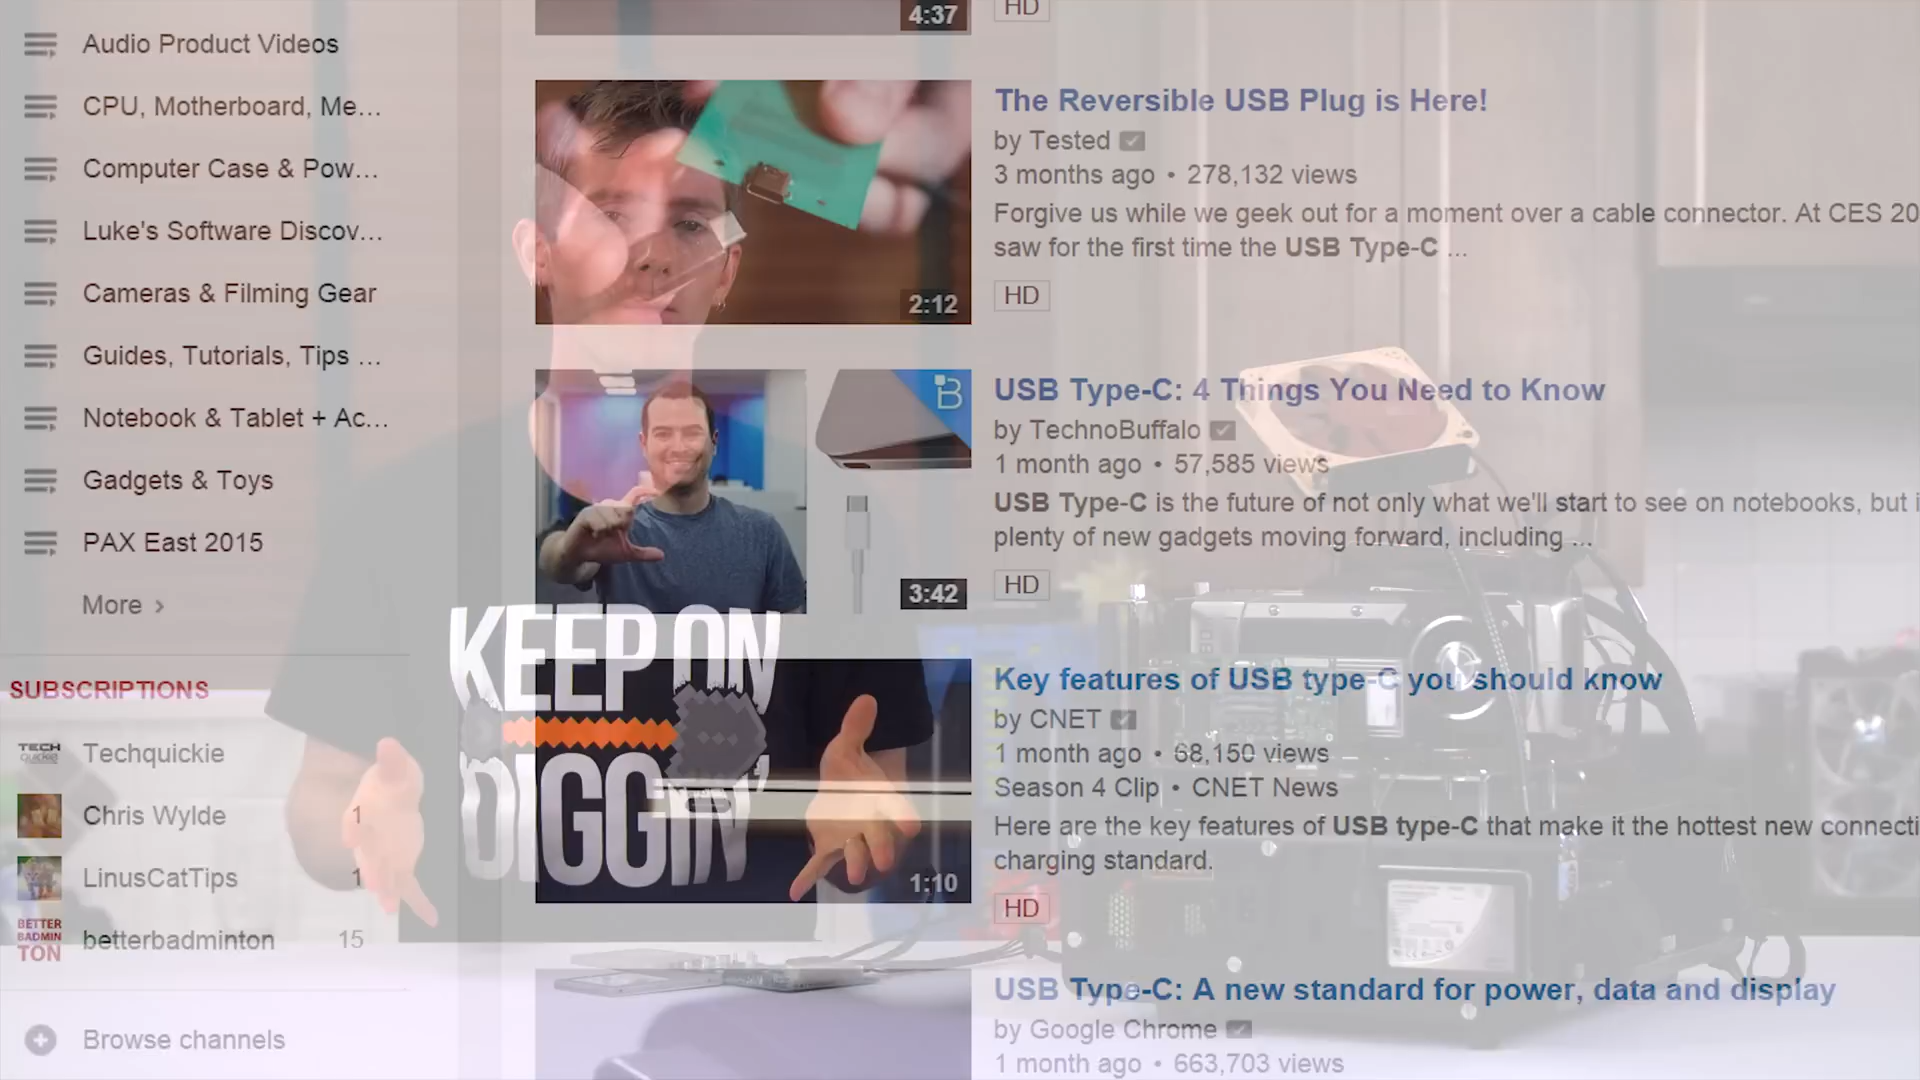 Audio Product Videos
CPU, Motherboard, Me...
Computer Case & Pow...
Luke's Software Discov...
Cameras & Filming Gear
Guides, Tutorials, Tips ...
Notebook & Tablet + Ac...
Gadgets & Toys
PAX East 2015
More ›
SUBSCRIPTIONS
TECH
quickie
Techquickie
Chris Wylde 1
LinusCatTips 1
BETTER
BADMIN
TON
betterbadminton 15
Browse channels
4:37
HD
2:12
The Reversible USB Plug is Here!
by Tested
3 months ago • 278,132 views
Forgive us while we geek out for a moment over a cable connector. At CES 20
saw for the first time the USB Type-C ...
HD
3:42
USB Type-C: 4 Things You Need to Know
by TechnoBuffalo
1 month ago • 57,585 views
USB Type-C is the future of not only what we'll start to see on notebooks, but i
plenty of new gadgets moving forward, including ...
HD
KEEP ON
DIGGIN'
1:10
Key features of USB type-C you should know
by CNET
1 month ago • 68,150 views
Season 4 Clip • CNET News
Here are the key features of USB type-C that make it the hottest new connecti
charging standard.
HD
USB Type-C: A new standard for power, data and display
by Google Chrome
1 month ago • 663,703 views